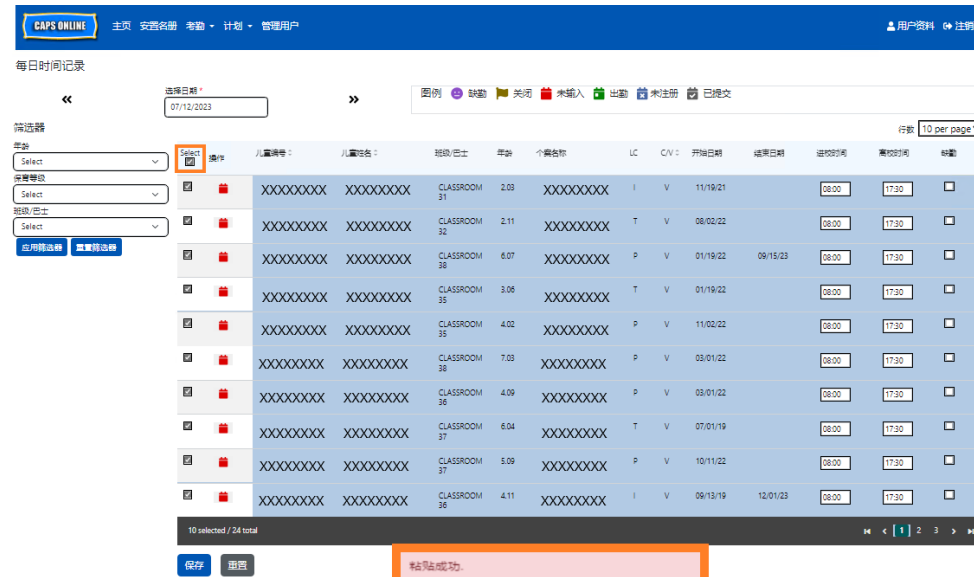 CAPS ONLINE 主页 安置名册 考勤 计划 管理用户 用户资料 注销
每日时间记录
选择日期 *
07/12/2023
图例 缺勤 关闭 未输入 出勤 未注册 已提交
筛选器
行数 10 per page
年龄
Select
保育等级
Select
班级/巴士
Select
应用筛选器 重置筛选器
Select 操作 儿童编号 儿童姓名 班级/巴士 年龄 个案名称 LC C/V 开始日期 结束日期 进校时间 离校时间 缺勤
XXXXXXXX XXXXXXXX CLASSROOM 31 2.03 XXXXXXXX I V 11/19/21 08:00 17:30
XXXXXXXX XXXXXXXX CLASSROOM 32 2.11 XXXXXXXX T V 08/02/22 08:00 17:30
XXXXXXXX XXXXXXXX CLASSROOM 38 6.07 XXXXXXXX P V 01/19/22 09/15/23 08:00 17:30
XXXXXXXX XXXXXXXX CLASSROOM 35 3.06 XXXXXXXX T V 01/19/22 08:00 17:30
XXXXXXXX XXXXXXXX CLASSROOM 35 4.02 XXXXXXXX P V 11/02/22 08:00 17:30
XXXXXXXX XXXXXXXX CLASSROOM 38 7.03 XXXXXXXX P V 03/01/22 08:00 17:30
XXXXXXXX XXXXXXXX CLASSROOM 36 4.09 XXXXXXXX P V 03/01/22 08:00 17:30
XXXXXXXX XXXXXXXX CLASSROOM 37 6.04 XXXXXXXX T V 07/01/19 08:00 17:30
XXXXXXXX XXXXXXXX CLASSROOM 37 5.09 XXXXXXXX P V 10/11/22 08:00 17:30
XXXXXXXX XXXXXXXX CLASSROOM 36 4.11 XXXXXXXX I V 09/13/19 12/01/23 08:00 17:30
10 selected / 24 total 1 2 3
保存 重置 粘贴成功.